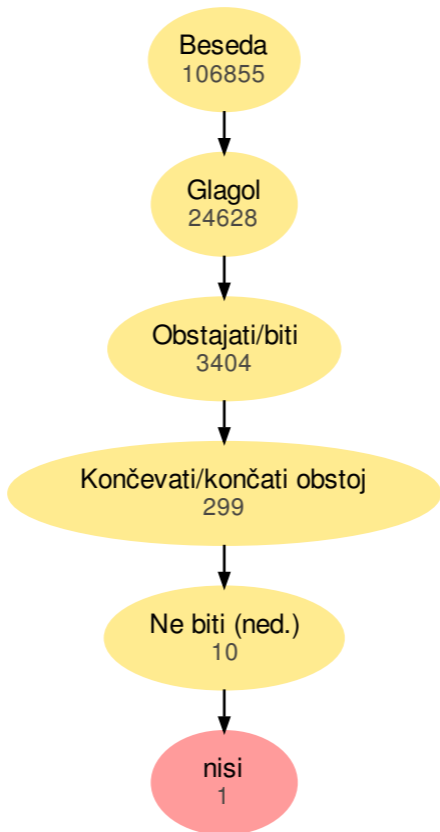 Beseda
106855
Glagol
24628
Obstajati/biti
3404
Končevati/končati obstoj
299
Ne biti (ned.)
10
nisi
1